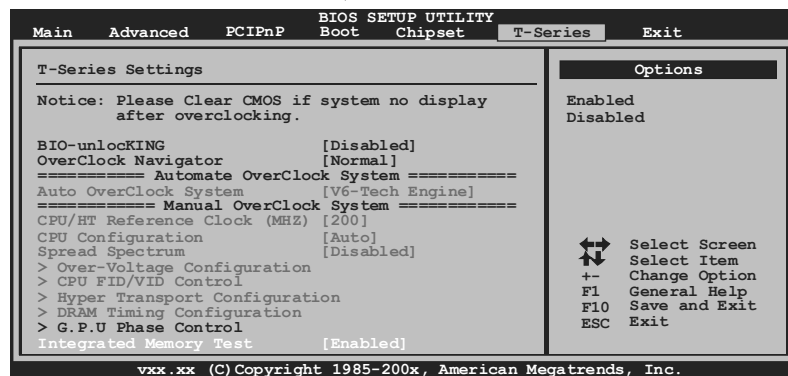 BIOS SETUP UTILITY
Main Advanced PCIPnP Boot Chipset T-Series Exit
T-Series Settings
Notice: Please Clear CMOS if system no display
after overclocking.
BIO-unlocKING [Disabled]
OverClock Navigator [Normal]
=========== Automate OverClock System ===========
Auto OverClock System [V6-Tech Engine]
============ Manual OverClock System ============
CPU/HT Reference Clock (MHZ) [200]
CPU Configuration [Auto]
Spread Spectrum [Disabled]
> Over-Voltage Configuration
> CPU FID/VID Control
> Hyper Transport Configuration
> DRAM Timing Configuration
> G.P.U Phase Control
Integrated Memory Test [Enabled]
Options
Enabled
Disabled
Select Screen
Select Item
+- Change Option
F1 General Help
F10 Save and Exit
ESC Exit
vxx.xx (C)Copyright 1985-200x, American Megatrends, Inc.